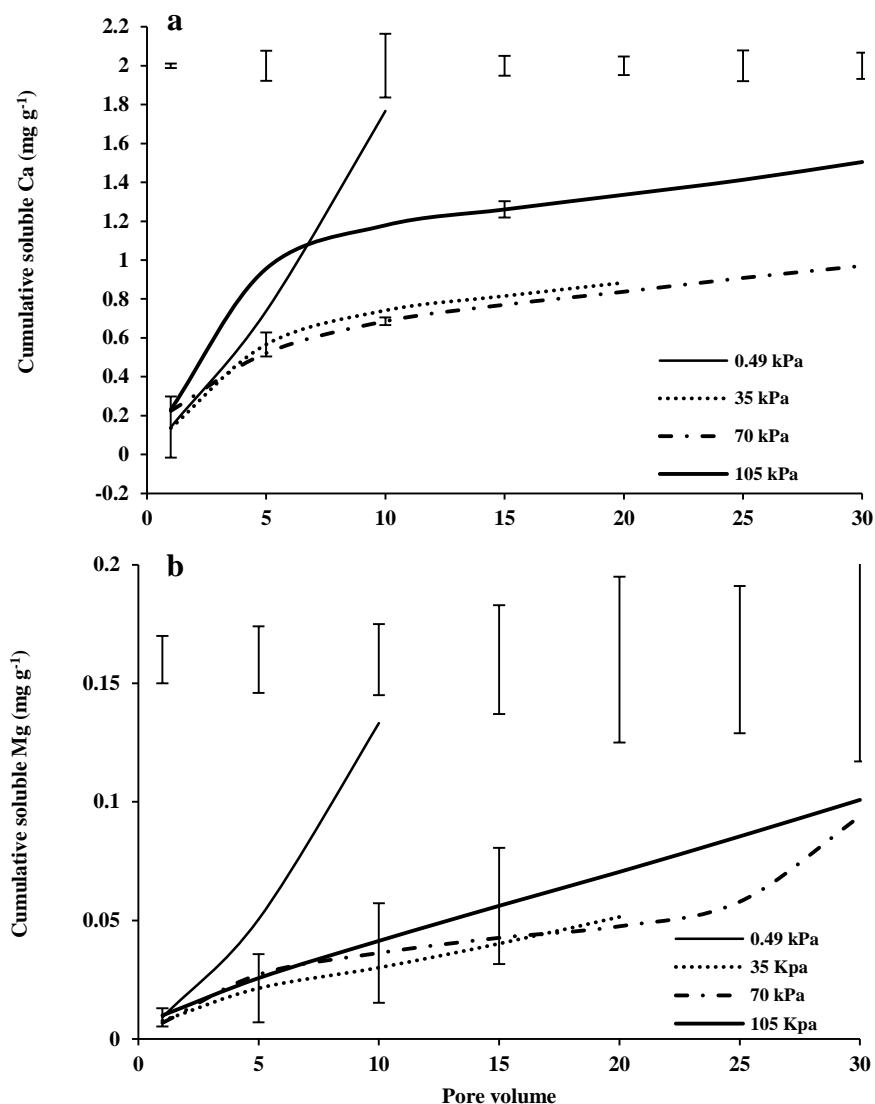 a
Cumulative soluble Ca (mg g-1)
2.2
2
1.8
1.6
1.4
1.2
1
0.8
0.6
0.4
0.2
0
-0.2
0.49 kPa
35 kPa
70 kPa
105 kPa
0 5 10 15 20 25 30
b
Cumulative soluble Mg (mg g-1)
0.2
0.15
0.1
0.05
0
0.49 kPa
35 Kpa
70 kPa
105 Kpa
0 5 10 15 20 25 30
Pore volume